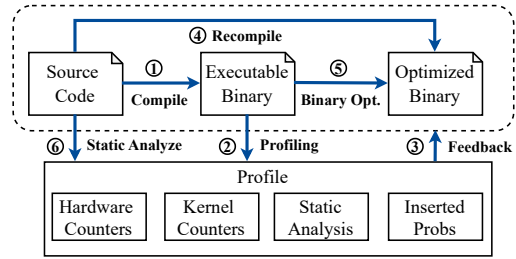 ④ Recompile
Source
Code
①
Compile
Executable
Binary
⑤
Binary Opt.
Optimized
Binary
⑥ Static Analyze
② Profiling
③ Feedback
Profile
Hardware
Counters
Kernel
Counters
Static
Analysis
Inserted
Probs